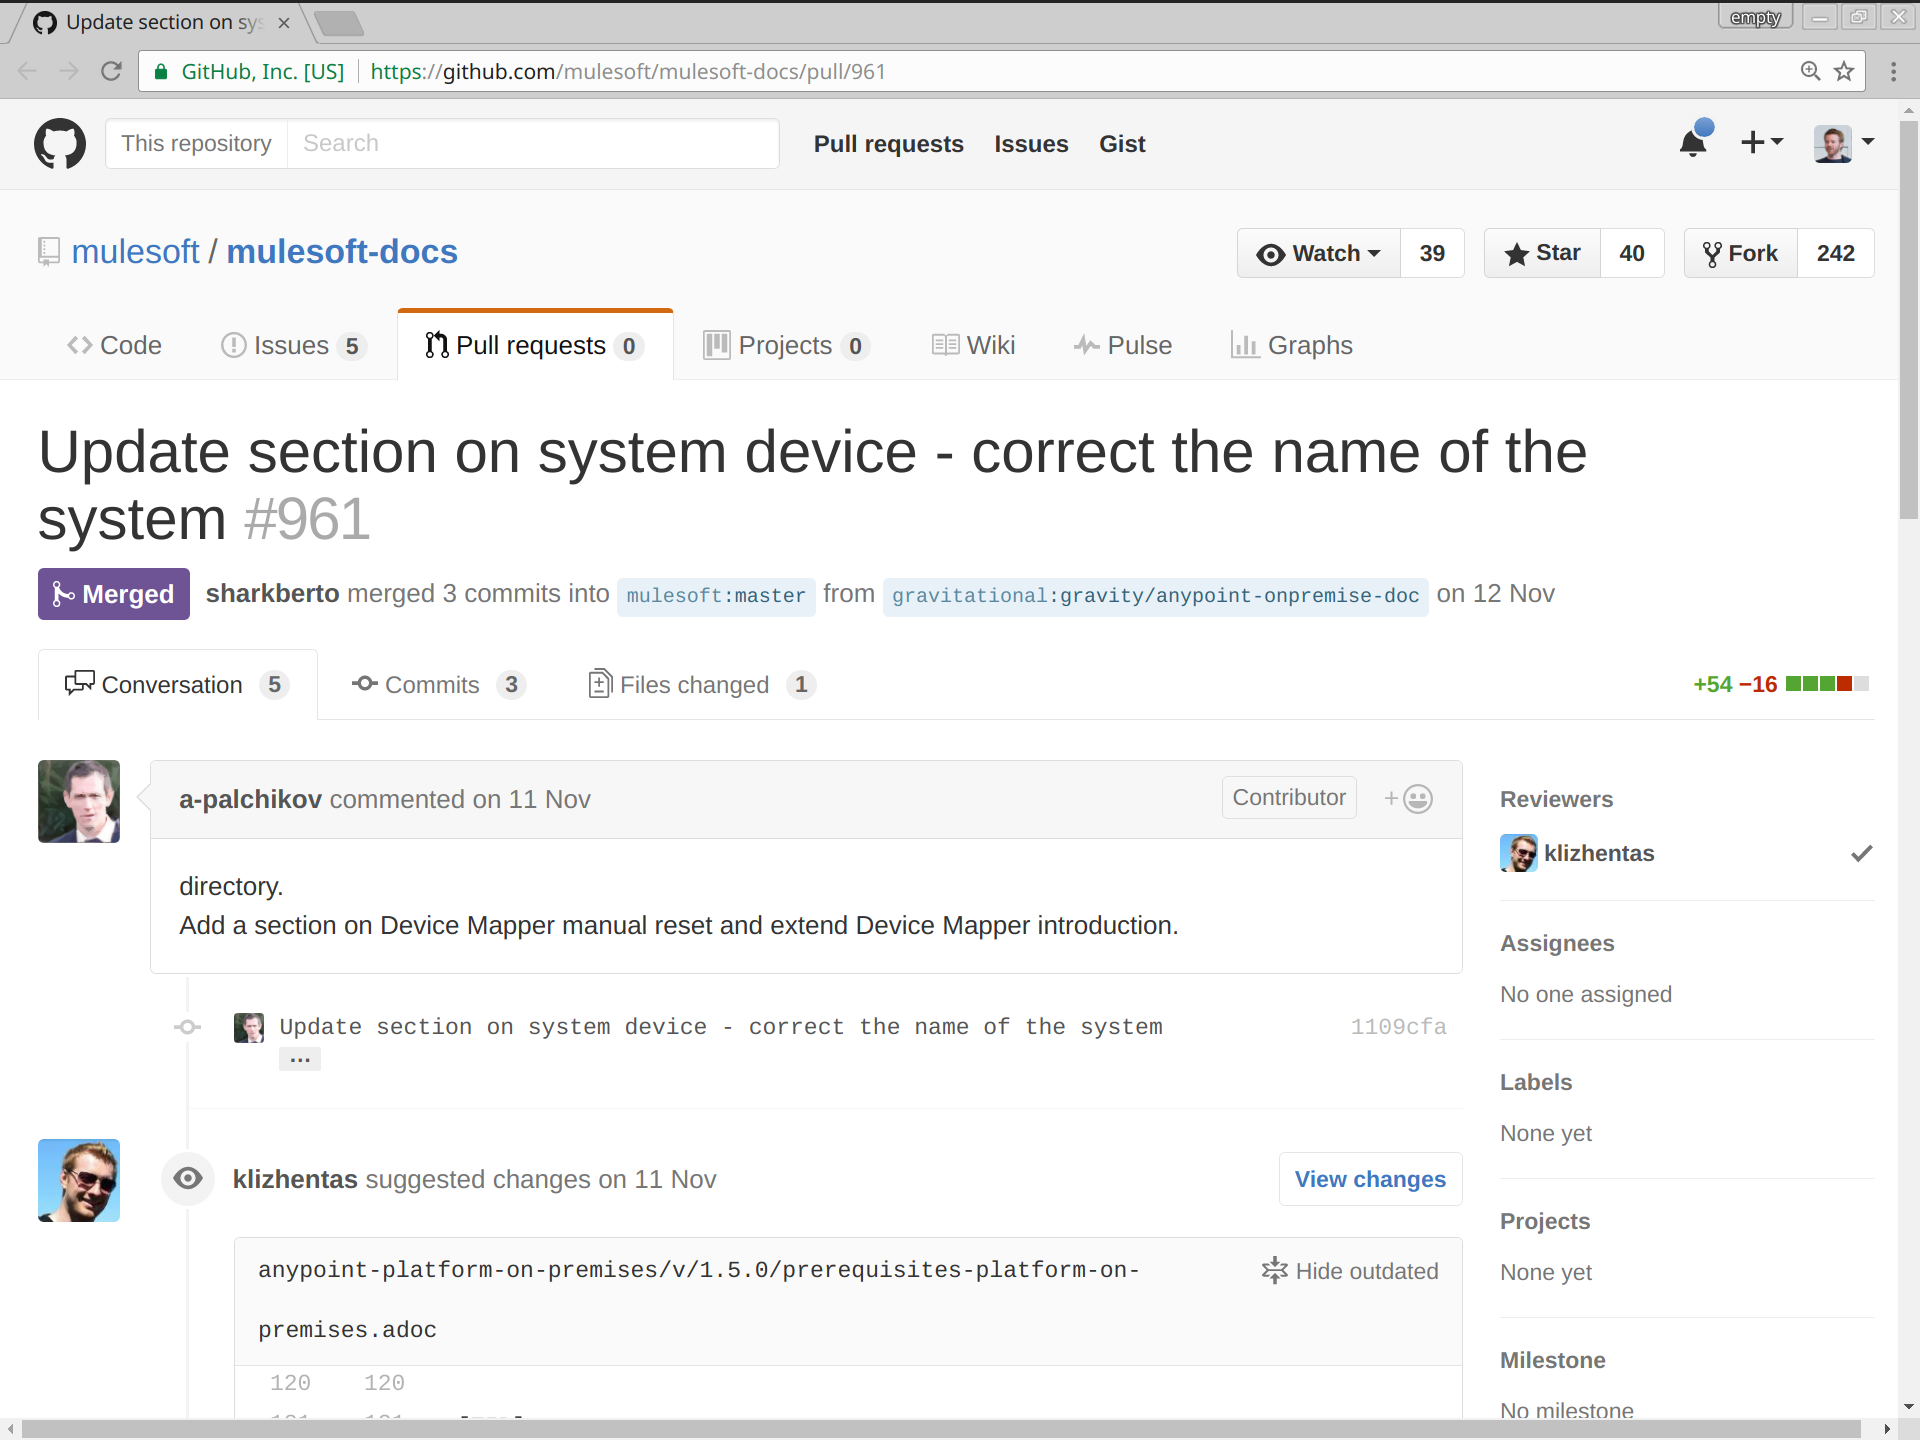 Update section on sys
empty
GitHub, Inc. [US] https://github.com/mulesoft/mulesoft-docs/pull/961
This repository Search Pull requests Issues Gist
mulesoft / mulesoft-docs Watch 39 Star 40 Fork 242
Code Issues 5 Pull requests 0 Projects 0 Wiki Pulse Graphs
Update section on system device - correct the name of the
system #961
Merged sharkberto merged 3 commits into mulesoft:master from gravitational:gravity/anypoint-onpremise-doc on 12 Nov
Conversation 5 Commits 3 Files changed 1 +54 −16
a-palchikov commented on 11 Nov Contributor +
directory.
Add a section on Device Mapper manual reset and extend Device Mapper introduction.
Update section on system device - correct the name of the system 1109cfa
…
klizhentas suggested changes on 11 Nov View changes
anypoint-platform-on-premises/v/1.5.0/prerequisites-platform-on-
premises.adoc
Hide outdated
120 120
Reviewers
klizhentas
Assignees
No one assigned
Labels
None yet
Projects
None yet
Milestone
No milestone